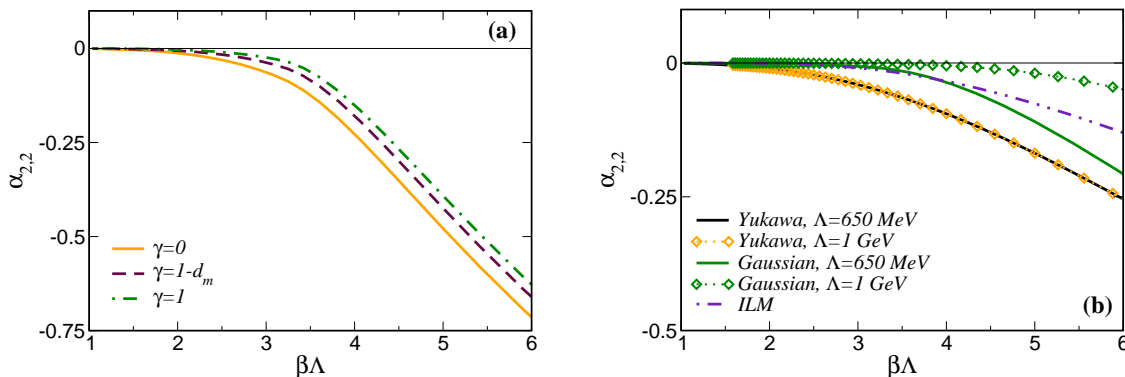 (a)
0
-0.25
-0.5
-0.75
α2,2
γ=0
γ=1-dm
γ=1
1 2 3 4 5 6
βΛ
0
-0.25
-0.5
α2,2
Yukawa, Λ=650 MeV
Yukawa, Λ=1 GeV
Gaussian, Λ=650 MeV
Gaussian, Λ=1 GeV
ILM
(b)
1 2 3 4 5 6
βΛ